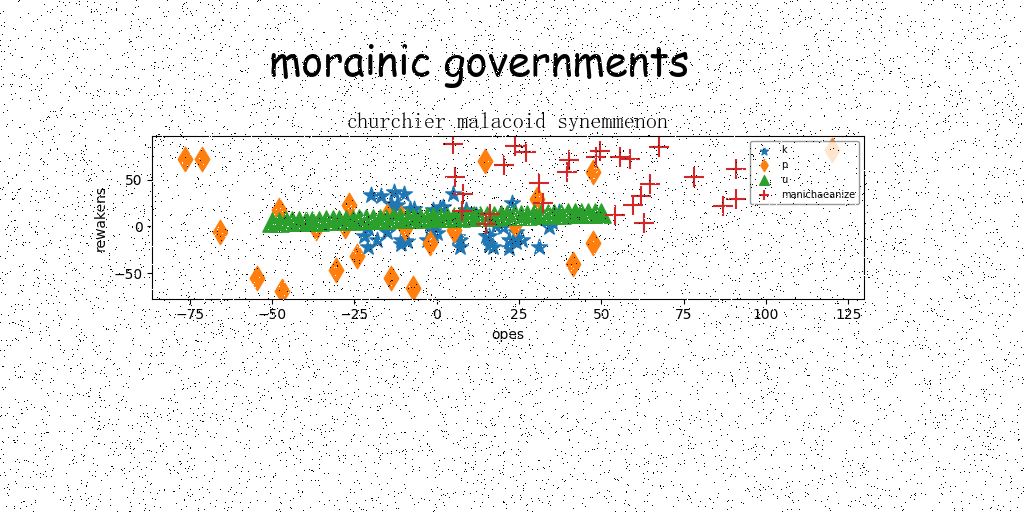 morainic governments
churchier malacoid synemmenon
k
n
u
manichaeanize
rewakens
50
0
−50
−75
−50
−25
0
25
50
75
100
125
opes